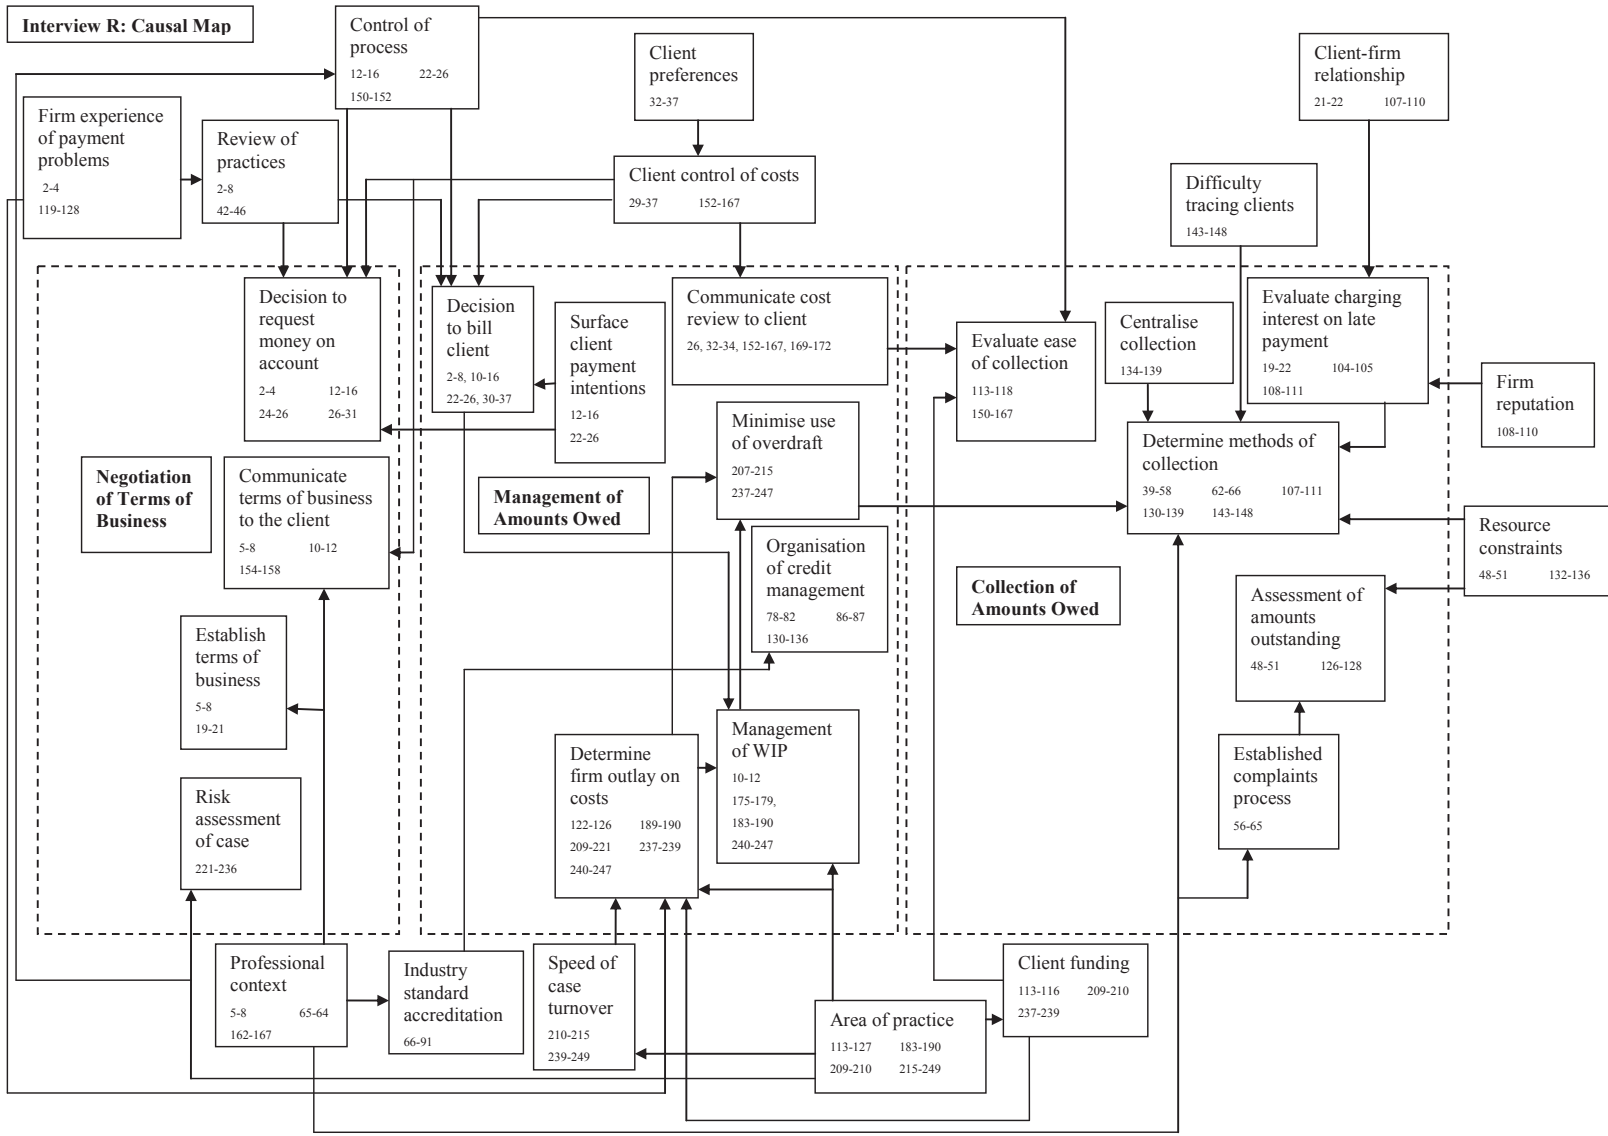 Interview R: Causal Map
Control of
process
12-16 22-26
150-152
Client
preferences
32-37
Client-firm
relationship
21-22 107-110
Firm experience
of payment
problems
2-4
119-128
Review of
practices
2-8
42-46
Client control of costs
29-37 152-167
Difficulty
tracing clients
143-148
Decision to
request
money on
account
2-4 12-16
24-26 26-31
Decision
to bill
client
2-8, 10-16
22-26, 30-37
Surface
client
payment
intentions
12-16
22-26
Communicate cost
review to client
26, 32-34, 152-167, 169-172
Evaluate ease
of collection
113-118
150-167
Centralise
collection
134-139
Evaluate charging
interest on late
payment
19-22 104-105
108-111
Firm
reputation
108-110
Minimise use
of overdraft
207-215
237-247
Determine methods of
collection
39-58 62-66 107-111
130-139 143-148
Negotiation
of Terms of
Business
Communicate
terms of business
to the client
5-8 10-12
154-158
Management of
Amounts Owed
Organisation
of credit
management
78-82 86-87
130-136
Collection of
Amounts Owed
Resource
constraints
48-51 132-136
Assessment of
amounts
outstanding
48-51 126-128
Establish
terms of
business
5-8
19-21
Determine
firm outlay on
costs
122-126 189-190
209-221 237-239
240-247
Management
of WIP
10-12
175-179,
183-190
240-247
Established
complaints
process
56-65
Risk
assessment
of case
221-236
Professional
context
5-8 65-64
162-167
Industry
standard
accreditation
66-91
Speed of
case
turnover
210-215
239-249
Area of practice
113-127 183-190
209-210 215-249
Client funding
113-116 209-210
237-239